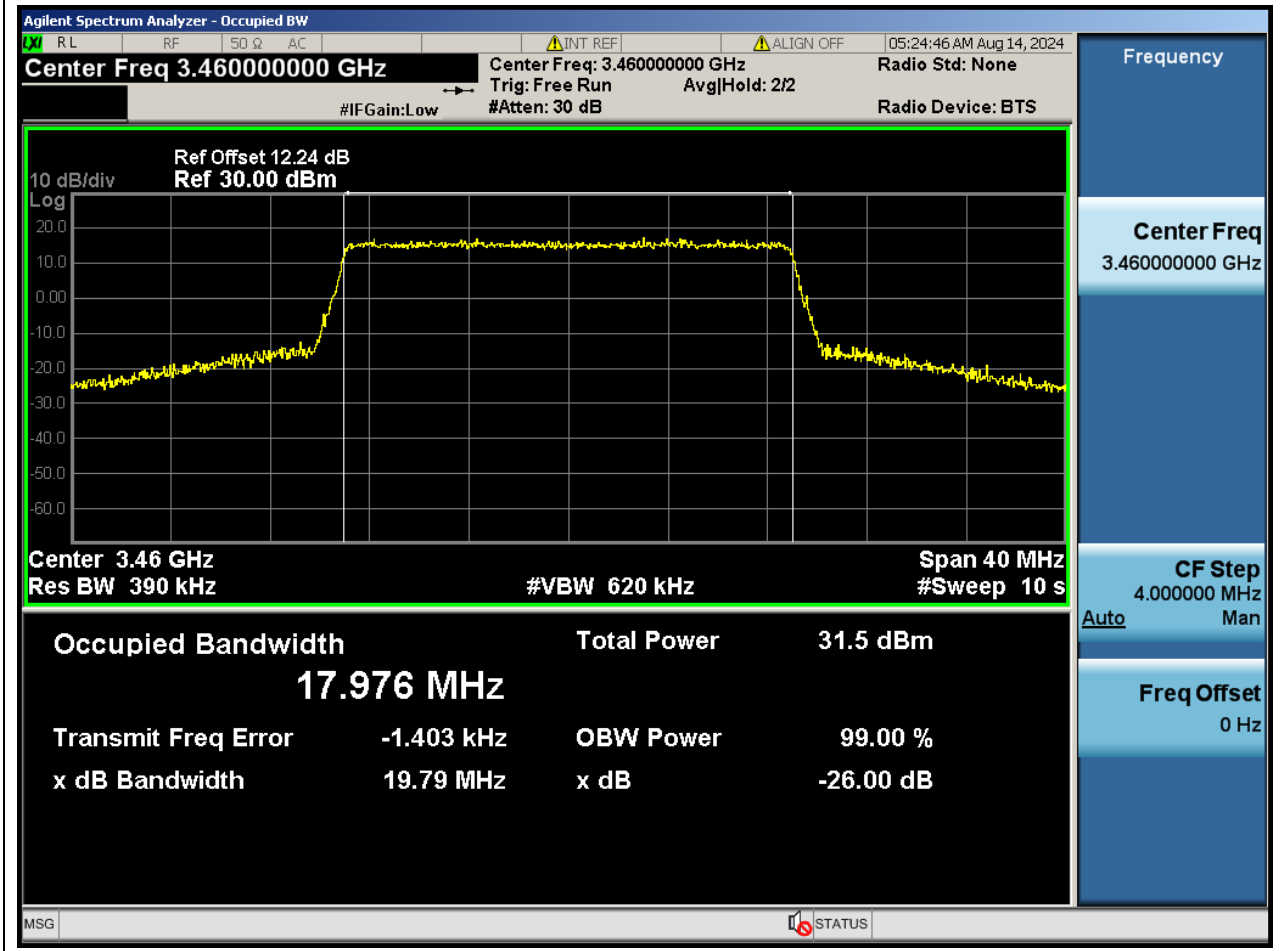 Agilent Spectrum Analyzer - Occupied BW
LXI RL RF 50 Ω AC INT REF ALIGN OFF 05:24:46 AM Aug 14, 2024
Center Freq 3.460000000 GHz
Center Freq: 3.460000000 GHz
Radio Std: None
Trig: Free Run Avg|Hold: 2/2
#IFGain:Low
#Atten: 30 dB
Radio Device: BTS
Ref Offset 12.24 dB
10 dB/div Ref 30.00 dBm
Log
20.0
10.0
0.00
-10.0
-20.0
-30.0
-40.0
-50.0
-60.0
Center 3.46 GHz Span 40 MHz
Res BW 390 kHz #VBW 620 kHz #Sweep 10 s
Occupied Bandwidth Total Power 31.5 dBm
17.976 MHz
Transmit Freq Error -1.403 kHz OBW Power 99.00 %
x dB Bandwidth 19.79 MHz x dB -26.00 dB
Frequency
Center Freq
3.460000000 GHz
CF Step
4.000000 MHz
Auto Man
Freq Offset
0 Hz
MSG STATUS